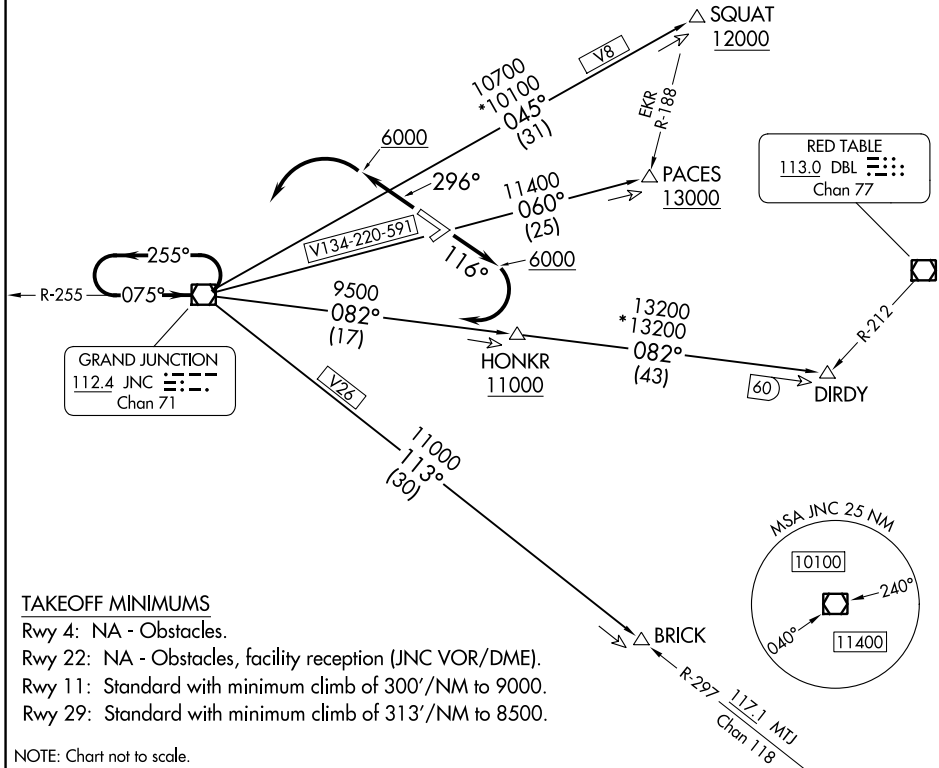 SQUAT
12000
V8
10700
*10100
045°
(31)
EKR
R-188
6000
296°
RED TABLE
113.0 DBL
Chan 77
PACES
13000
11400
060°
(25)
V134-220-591
116°
6000
255°
R-255
075°
9500
082°
(17)
13200
*13200
082°
(43)
R-212
HONKR
11000
60
DIRDY
GRAND JUNCTION
112.4 JNC
Chan 71
V26
11000
113°
(30)
MSA JNC 25 NM
10100
240°
040°
11400
BRICK
R-297
117.1 MTJ
Chan 118
TAKEOFF MINIMUMS
Rwy 4: NA - Obstacles.
Rwy 22: NA - Obstacles, facility reception (JNC VOR/DME).
Rwy 11: Standard with minimum climb of 300'/NM to 9000.
Rwy 29: Standard with minimum climb of 313'/NM to 8500.
NOTE: Chart not to scale.